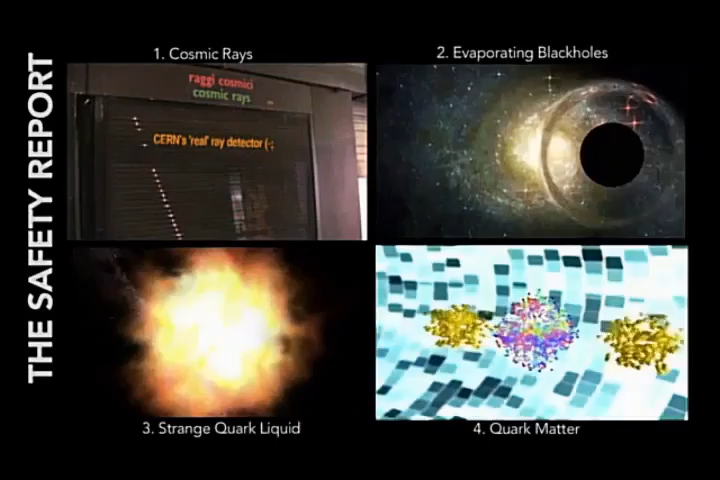 THE SAFETY REPORT
1. Cosmic Rays
2. Evaporating Blackholes
raggi cosmici
cosmic rays
CERN's 'real' ray detector (-;
3. Strange Quark Liquid
4. Quark Matter